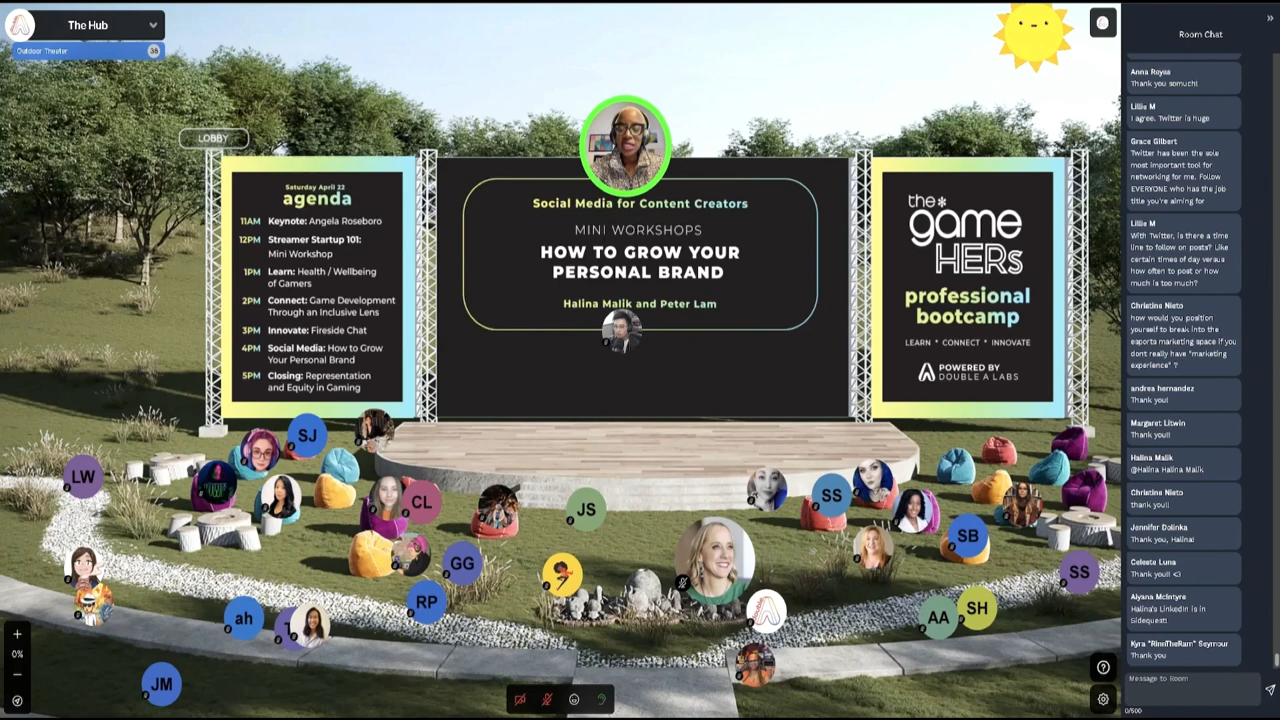 The Hub
Outdoor Theater
38
LOBBY
Saturday April 22
agenda
11AM Keynote: Angela Roseboro
12PM Streamer Startup 101:
Mini Workshop
1PM Learn: Health / Wellbeing
of Gamers
2PM Connect: Game Development
Through an Inclusive Lens
3PM Innovate: Fireside Chat
4PM Social Media: How to Grow
Your Personal Brand
5PM Closing: Representation
and Equity in Gaming
Social Media for Content Creators
MINI WORKSHOPS
HOW TO GROW YOUR
PERSONAL BRAND
Halina Malik and Peter Lam
the*
game
HERs
professional
bootcamp
LEARN * CONNECT * INNOVATE
POWERED BY
DOUBLE A LABS
LW
SJ
CL
JS
SS
SB
GG
SS
RP
ah
AA
SH
JM
0%
Room Chat
Anna Reyas
Thank you somuch!
Lillie M
I agree. Twitter is huge
Grace Gilbert
Twitter has been the sole
most important tool for
networking for me. Follow
EVERYONE who has the job
title you're aiming for
Lillie M
With Twitter, is there a time
line to follow on posts? Like
certain times of day versus
how often to post or how
much is too much?
Christine Nieto
how would you position
yourself to break into the
esports marketing space if you
dont really have "marketing
experience" ?
andrea hernandez
Thank you!
Margaret Litwin
Thank you!!
Halina Malik
@Halina Halina Malik
Christine Nieto
thank you!!
Jennifer Dolinka
Thank you, Halina!
Celeste Luna
Thank you!! <3
Alyana McIntyre
Halina's LinkedIn is in
Sidequest!
Kyra "RinnTheRam" Seymour
Thank you
Message to Room
0/500